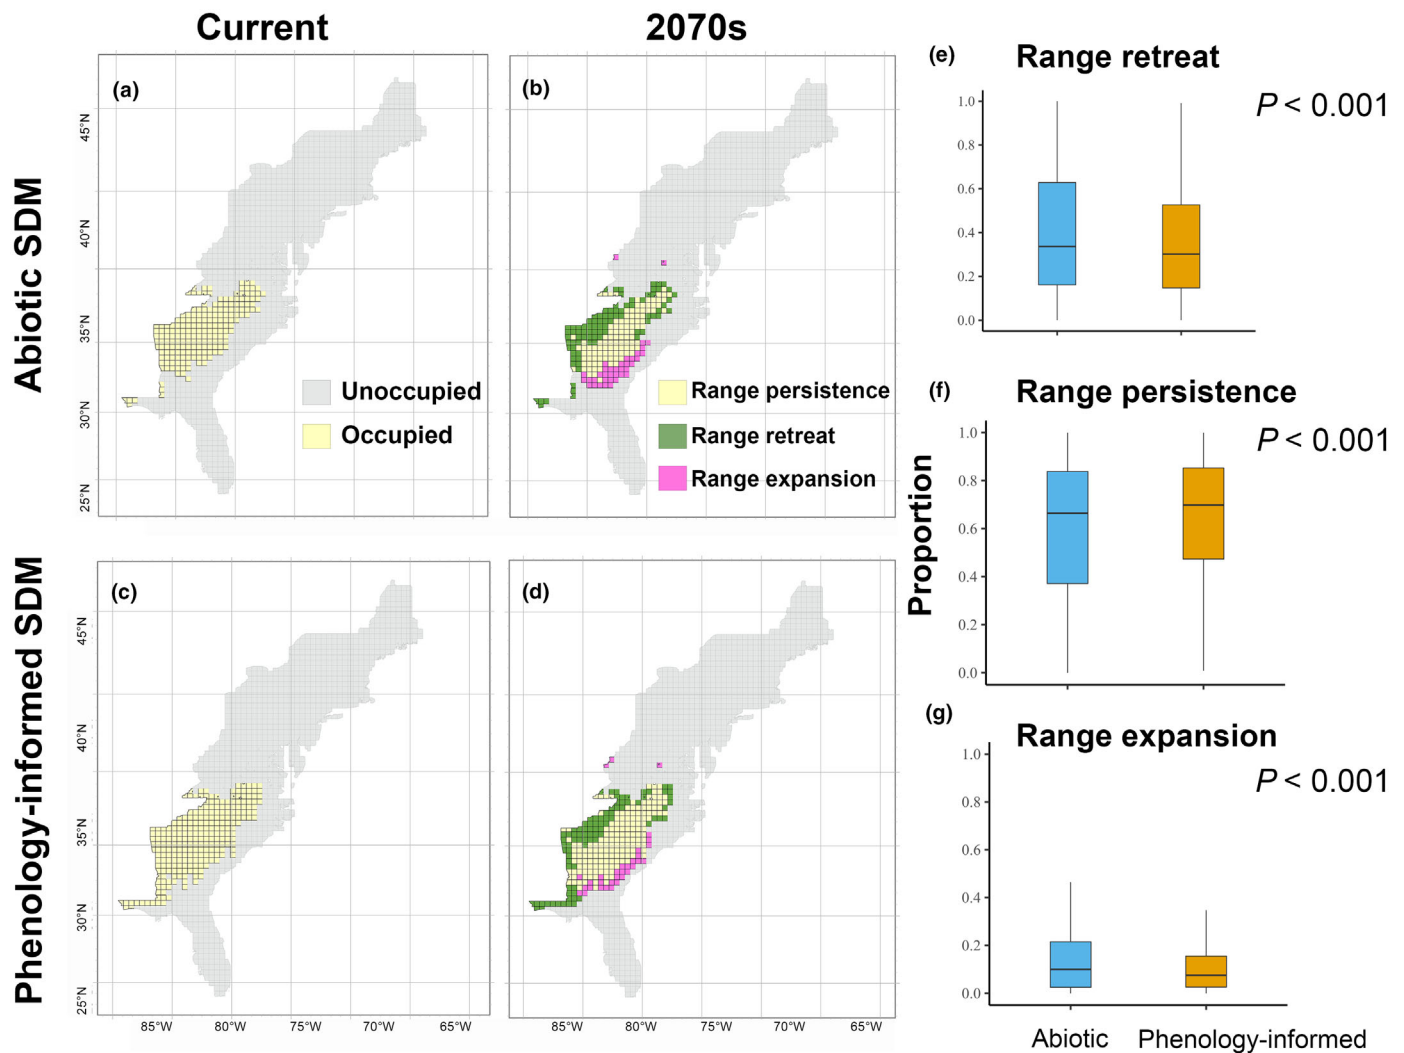 Current
2070s
Abiotic SDM
(a)
45°N
40°N
35°N
30°N
25°N
Unoccupied
Occupied
(b)
Range persistence
Range retreat
Range expansion
Phenology-informed SDM
(c)
45°N
40°N
35°N
30°N
25°N
85°W 80°W 75°W 70°W 65°W
(d)
85°W 80°W 75°W 70°W 65°W
(e) Range retreat
P < 0.001
1.0
0.8
0.6
0.4
0.2
0.0
Proportion
(f) Range persistence
P < 0.001
1.0
0.8
0.6
0.4
0.2
0.0
(g)
Range expansion
P < 0.001
1.0
0.8
0.6
0.4
0.2
0.0
Abiotic Phenology-informed